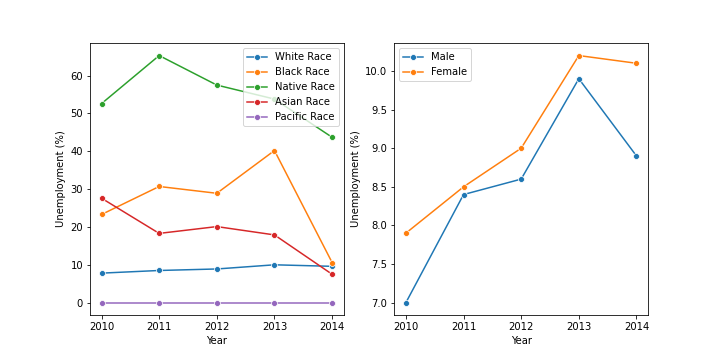 White Race
Black Race
Native Race
Asian Race
Pacific Race
Unemployment (%)
60
50
40
30
20
10
0
2010 2011 2012 2013 2014
Year
Male
Female
Unemployment (%)
10.0
9.5
9.0
8.5
8.0
7.5
7.0
2010 2011 2012 2013 2014
Year